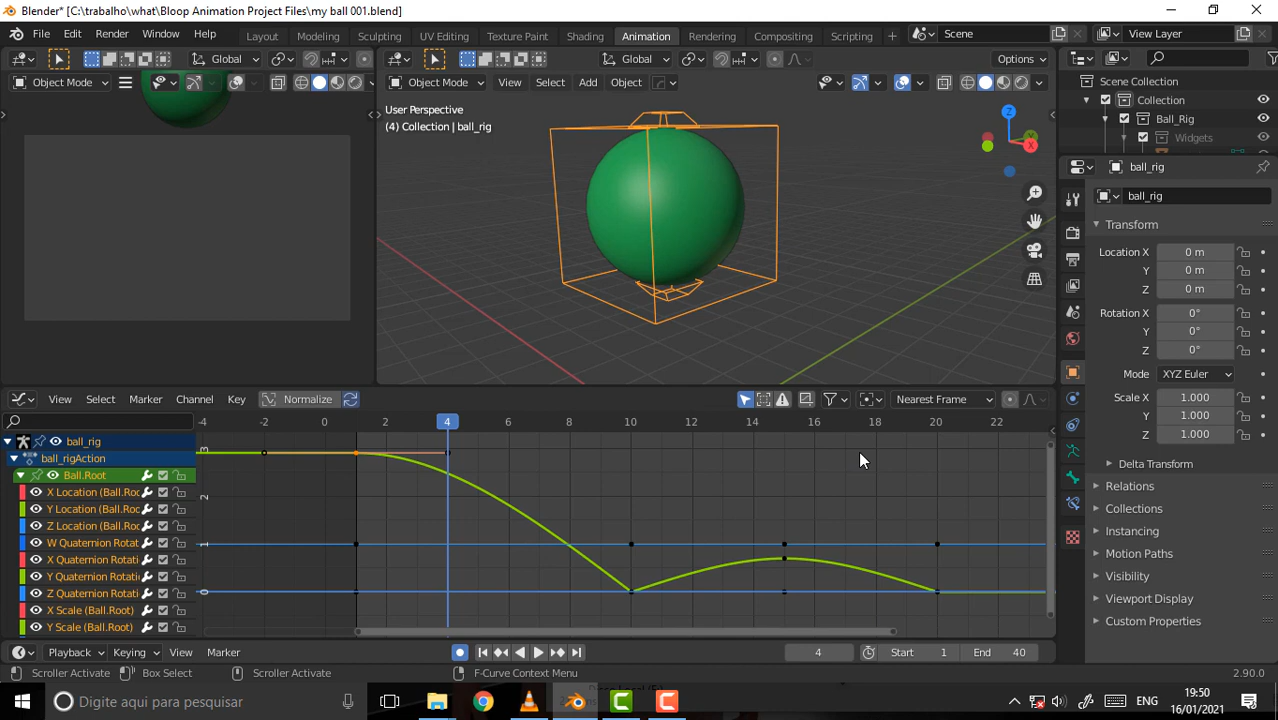 Blender* [C:\trabalho\what\Bloop Animation Project Files\my ball 001.blend]
File Edit Render Window Help Layout Modeling Sculpting UV Editing Texture Paint Shading Animation Rendering Compositing Scripting Scene View Layer
Global Global Options
Object Mode Object Mode View Select Add Object
Scene Collection
Collection
Ball_Rig
Widgets
User Perspective
(4) Collection | ball_rig
Z
X
ball_rig
ball_rig
Transform
Location X 0 m
Y 0 m
Z 0 m
Rotation X 0°
Y 0°
Z 0°
Mode XYZ Euler
Scale X 1.000
Y 1.000
Z 1.000
Delta Transform
Relations
Collections
Instancing
Motion Paths
Visibility
Viewport Display
Custom Properties
View Select Marker Channel Key Normalize Nearest Frame
-4 -2 0 2 4 6 8 10 12 14 16 18 20 22
3
2
1
0
ball_rig
ball_rigAction
Ball.Root
X Location (Ball.Roo
Y Location (Ball.Roo
Z Location (Ball.Roo
W Quaternion Rotat
X Quaternion Rotati
Y Quaternion Rotati
Z Quaternion Rotati
X Scale (Ball.Root)
Y Scale (Ball.Root)
Playback Keying View Marker 4 Start 1 End 40
Scroller Activate Box Select Scroller Activate F-Curve Context Menu 2.90.0
Digite aqui para pesquisar
ENG
19:50
16/01/2021